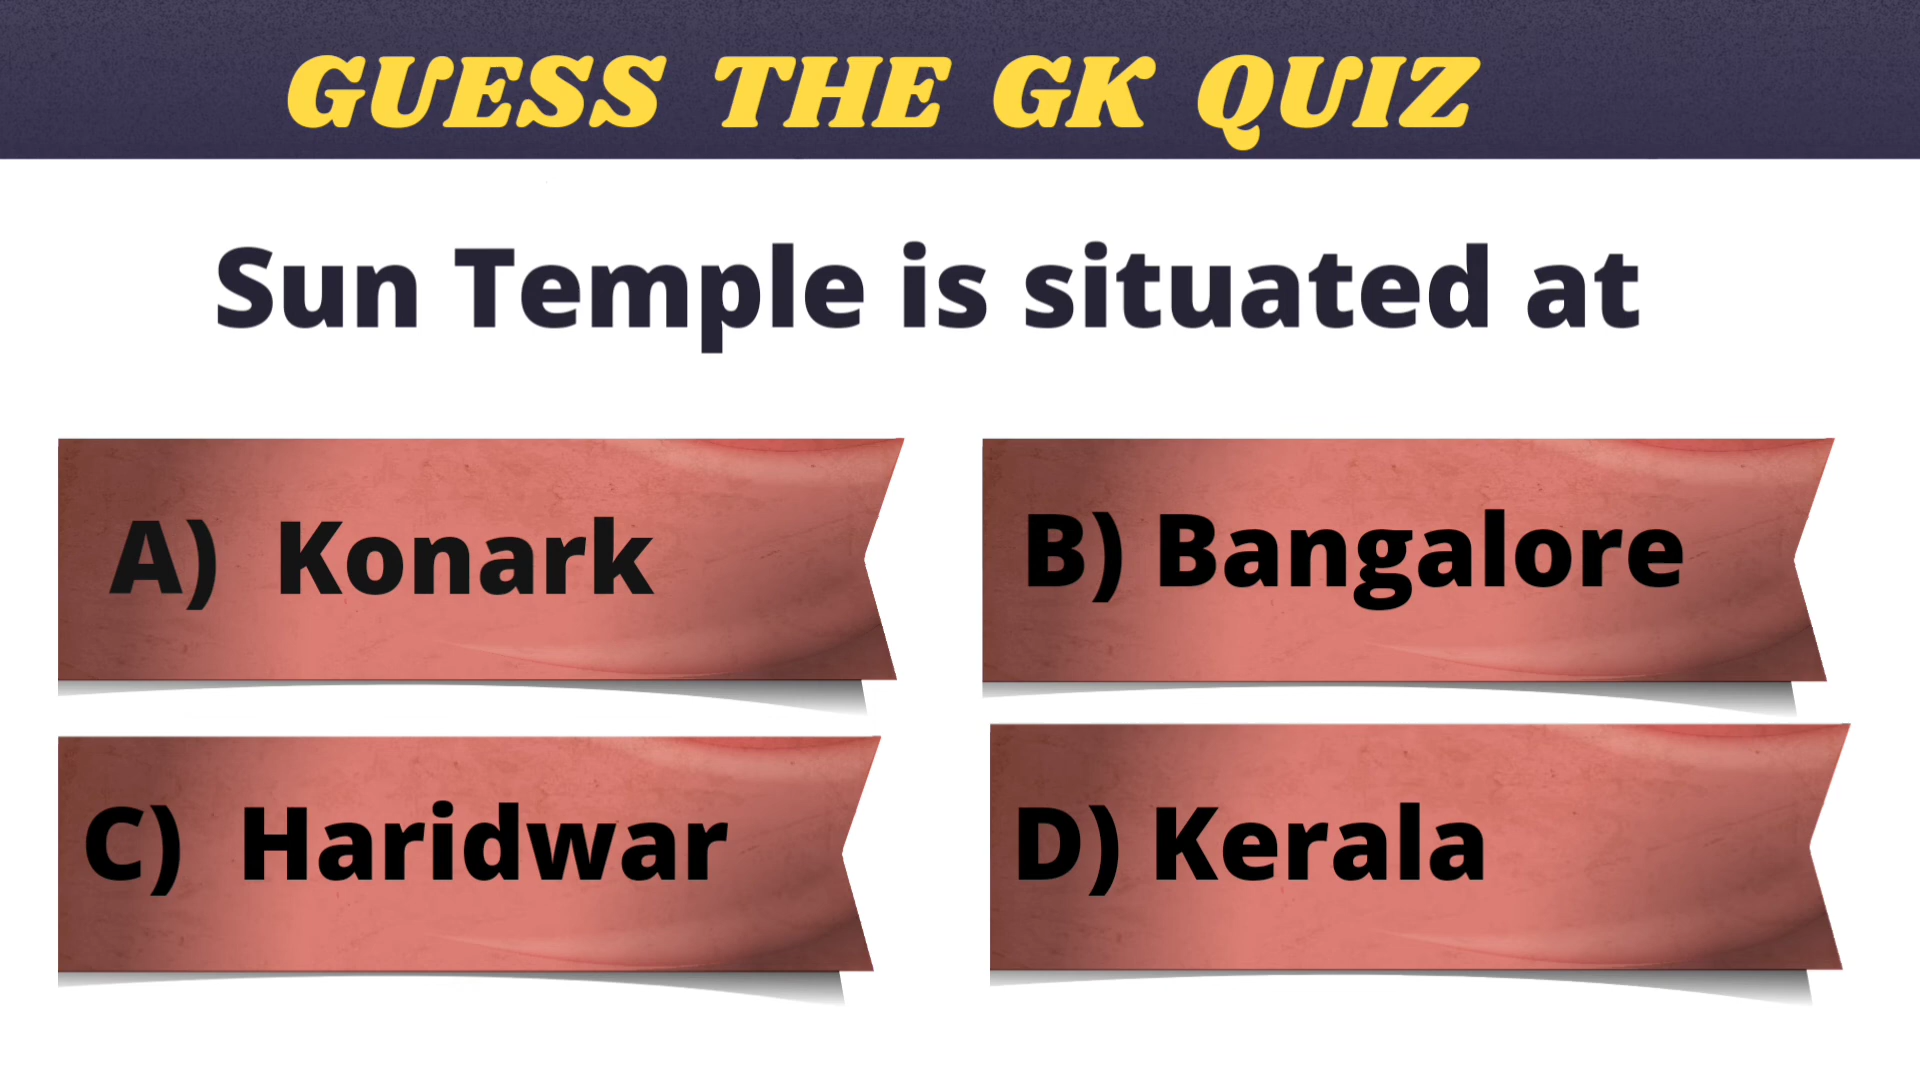 GUESS THE GK QUIZ
Sun Temple is situated at
A) Konark
B) Bangalore
C) Haridwar
D) Kerala